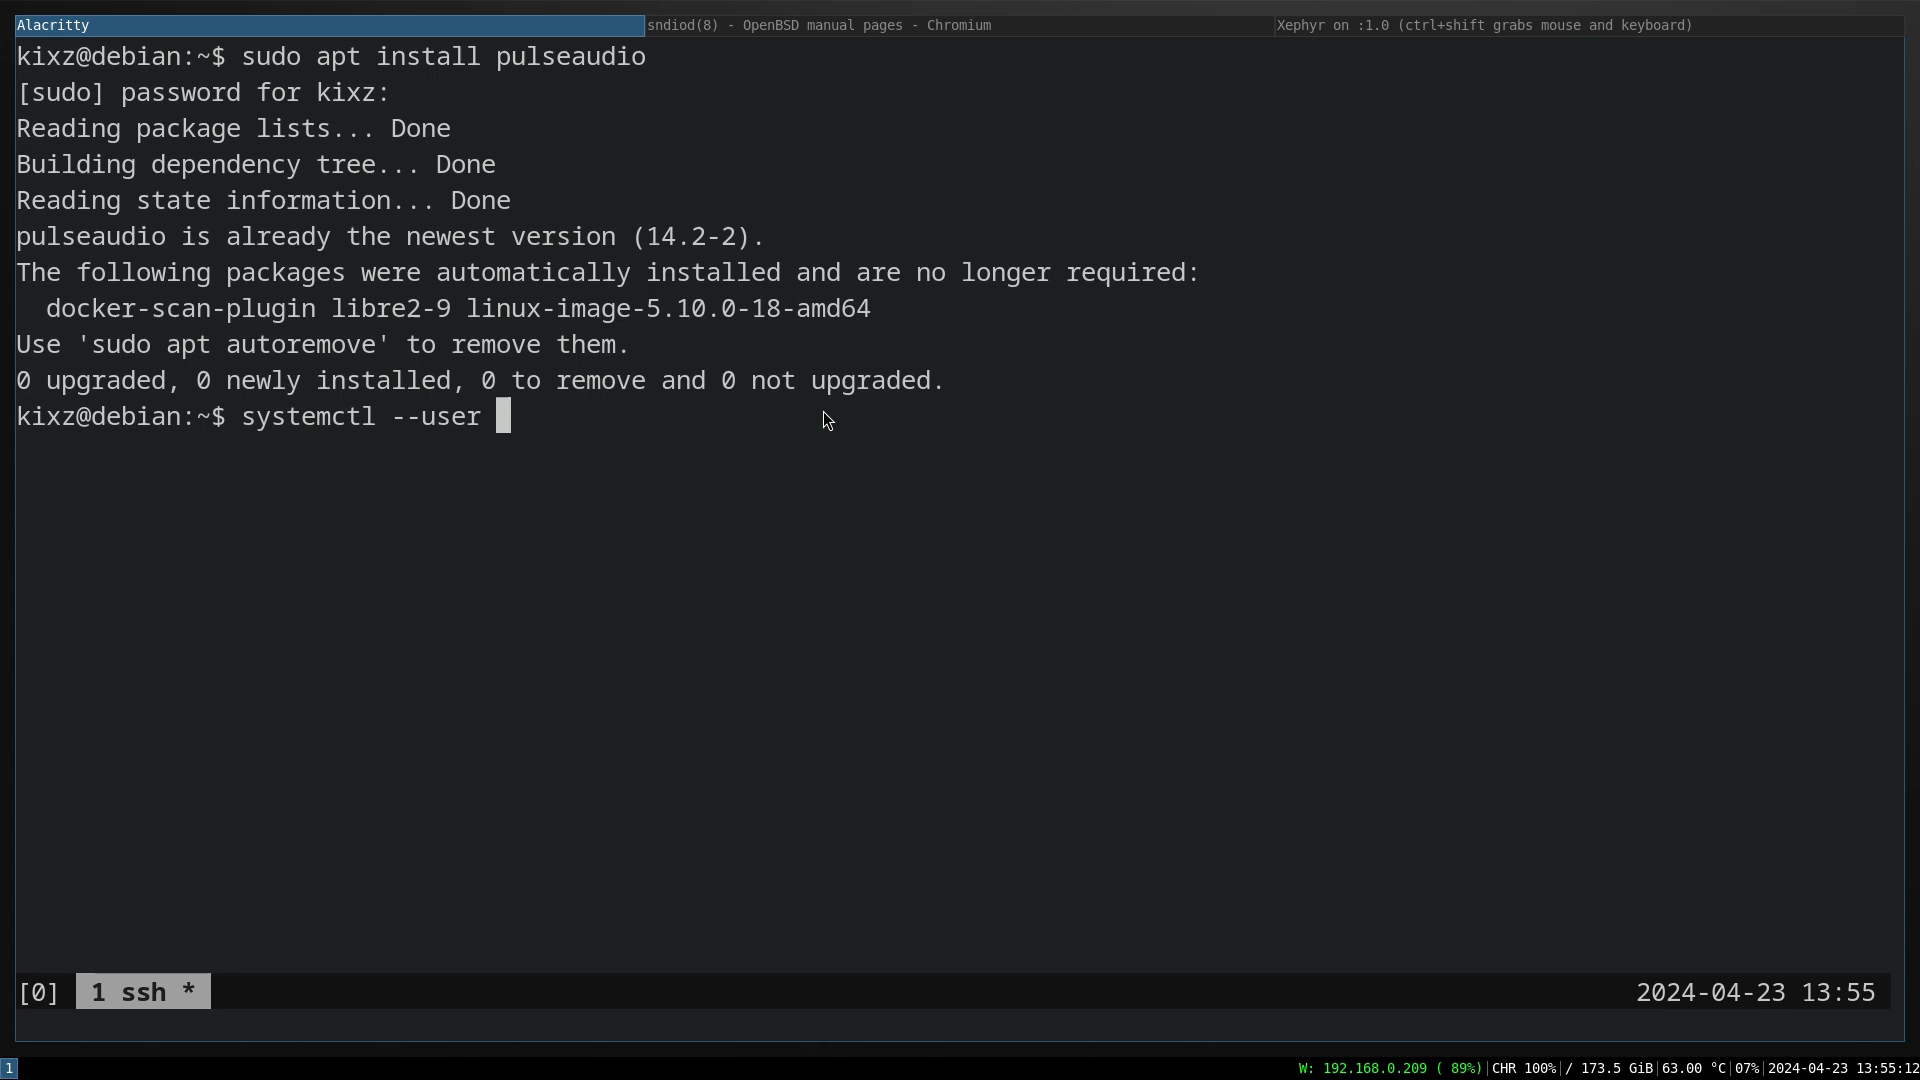 Alacritty
sndiod(8) - OpenBSD manual pages - Chromium
Xephyr on :1.0 (ctrl+shift grabs mouse and keyboard)
kixz@debian:~$ sudo apt install pulseaudio
[sudo] password for kixz:
Reading package lists... Done
Building dependency tree... Done
Reading state information... Done
pulseaudio is already the newest version (14.2-2).
The following packages were automatically installed and are no longer required:
  docker-scan-plugin libre2-9 linux-image-5.10.0-18-amd64
Use 'sudo apt autoremove' to remove them.
0 upgraded, 0 newly installed, 0 to remove and 0 not upgraded.
kixz@debian:~$ systemctl --user
[0] 1 ssh * 2024-04-23 13:55
1 W: 192.168.0.209 ( 89%)|CHR 100%|/ 173.5 GiB|63.00 °C|07%|2024-04-23 13:55:12